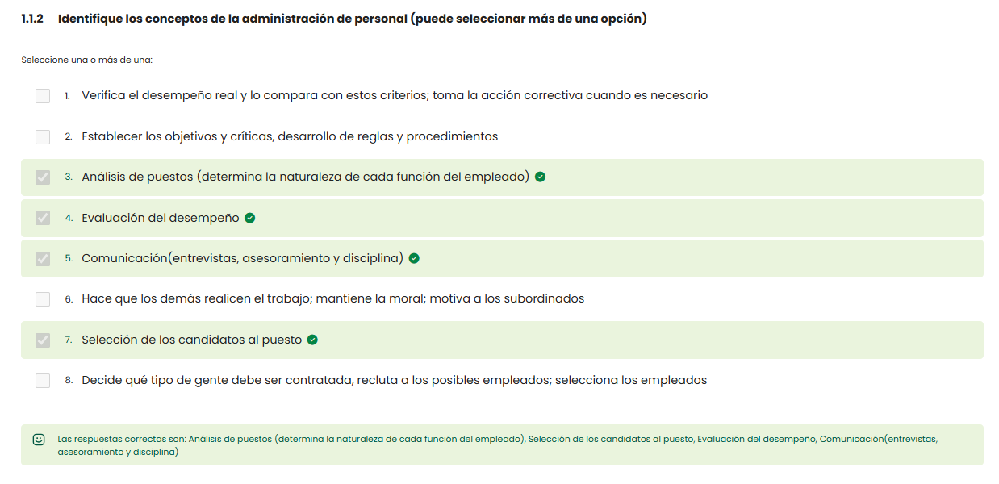 1.1.2 Identifique los conceptos de la administración de personal (puede seleccionar más de una opción)
Seleccione una o más de una:
1. Verifica el desempeño real y lo compara con estos criterios; toma la acción correctiva cuando es necesario
2. Establecer los objetivos y críticas, desarrollo de reglas y procedimientos
3. Análisis de puestos (determina la naturaleza de cada función del empleado)
4. Evaluación del desempeño
5. Comunicación(entrevistas, asesoramiento y disciplina)
6. Hace que los demás realicen el trabajo; mantiene la moral; motiva a los subordinados
7. Selección de los candidatos al puesto
8. Decide qué tipo de gente debe ser contratada, recluta a los posibles empleados; selecciona los empleados
Las respuestas correctas son: Análisis de puestos (determina la naturaleza de cada función del empleado), Selección de los candidatos al puesto, Evaluación del desempeño, Comunicación(entrevistas,
asesoramiento y disciplina)